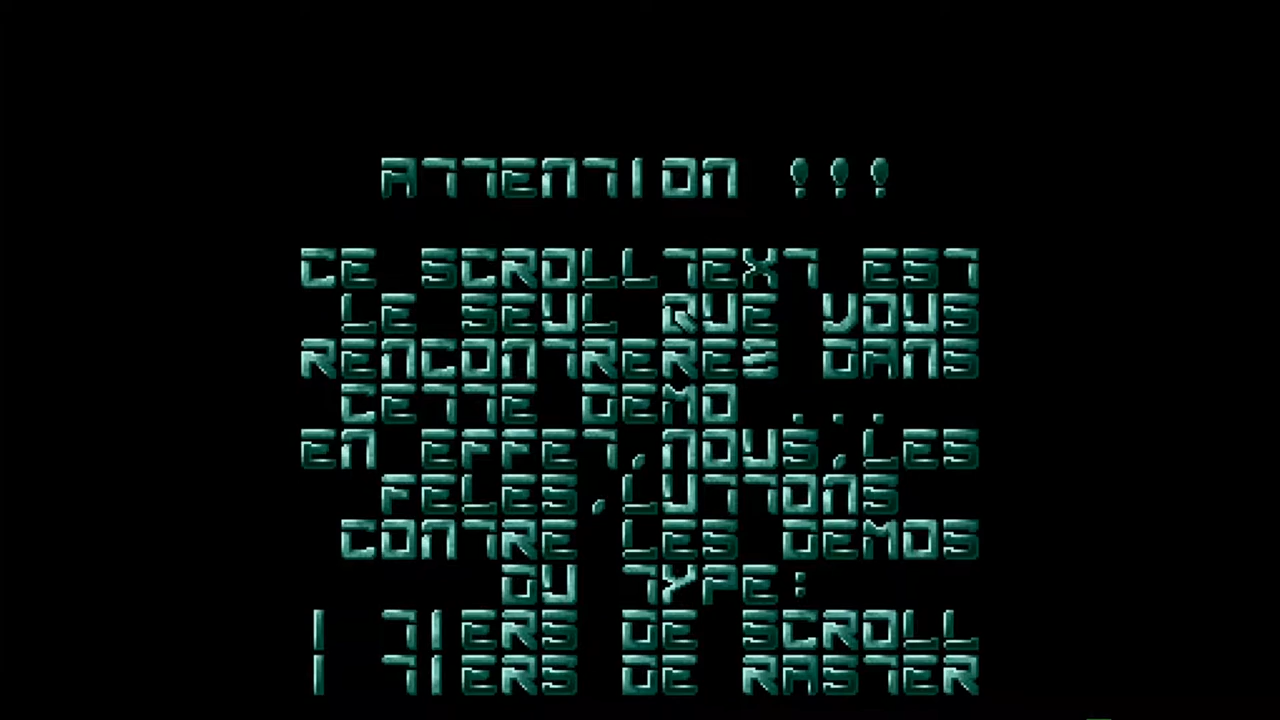 ATTENTION !!!
CE SCROLLTEXT EST
LE SEUL QUE VOUS
RENCONTREREZ DANS
CETTE DEMO ...
EN EFFET,NOUS,LES
FELES,LUTTONS
CONTRE LES DEMOS
DU TYPE:
1 TIERS DE SCROLL
1 TIERS DE RASTER